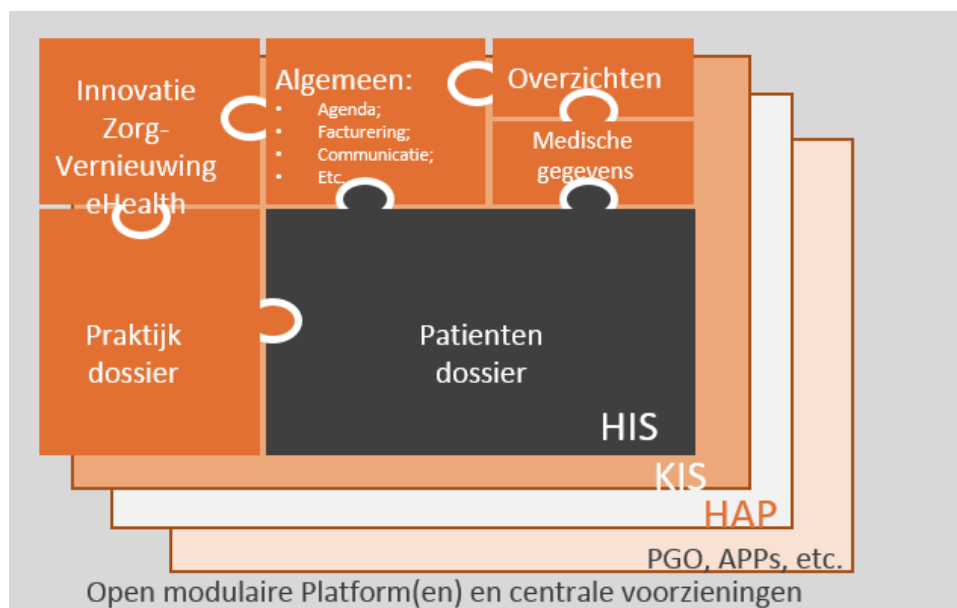 Innovatie
Zorg-
Vernieuwing
eHealth
Algemeen:
• Agenda;
• Facturering;
• Communicatie;
• Etc.
Overzichten
Medische
gegevens
Praktijk
dossier
Patienten
dossier
HIS
KIS
HAP
PGO, APPs, etc.
Open modulaire Platform(en) en centrale voorzieningen